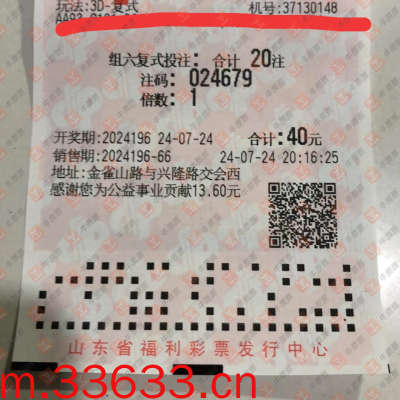 玩法:3D-复式 机号:37130148
组六复式投注: 合计 20注
注码: 024679
倍数: 1
开奖期:2024196 24-07-24 合计:40元
销售期:2024196-66 24-07-24 20:16:25
地址:金雀山路与兴隆路交会西
感谢您为公益事业贡献13.60元
山东省福利彩票发行中心
m.33633.cn